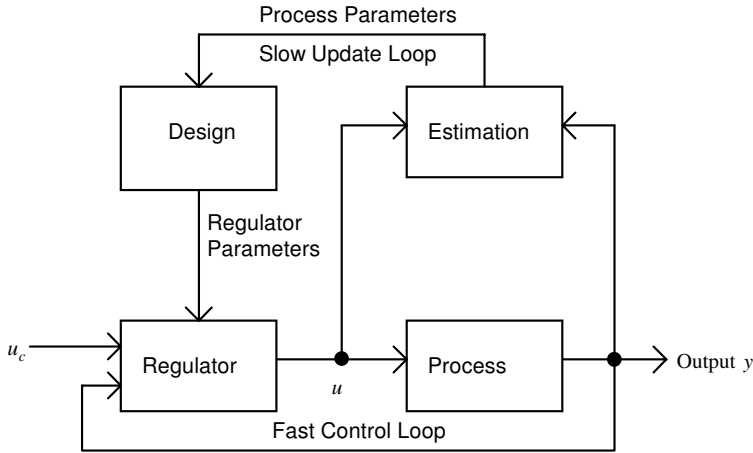 Process Parameters
Slow Update Loop
Design
Estimation
Regulator
Parameters
u_c
Regulator
Process
Output y
u
Fast Control Loop